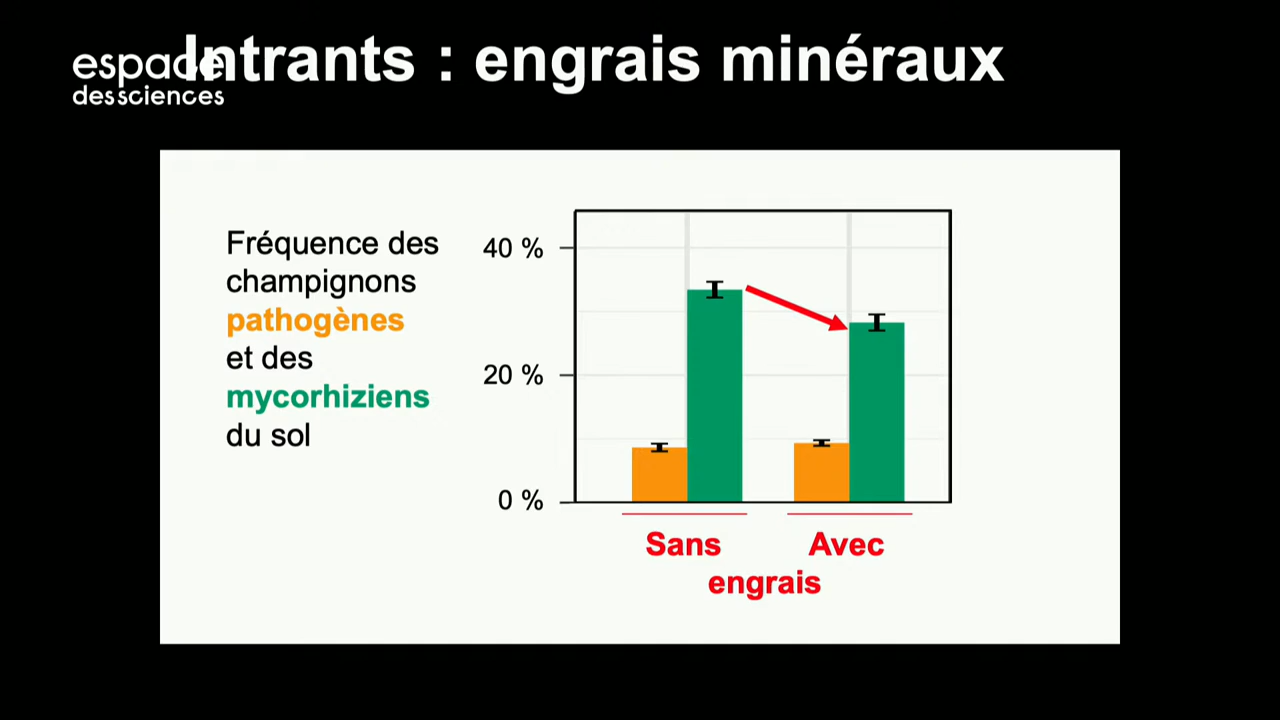 Intrants : engrais minéraux
espace
des sciences
Fréquence des
champignons
pathogènes
et des
mycorhiziens
du sol
40 %
20 %
0 %
Sans
Avec
engrais